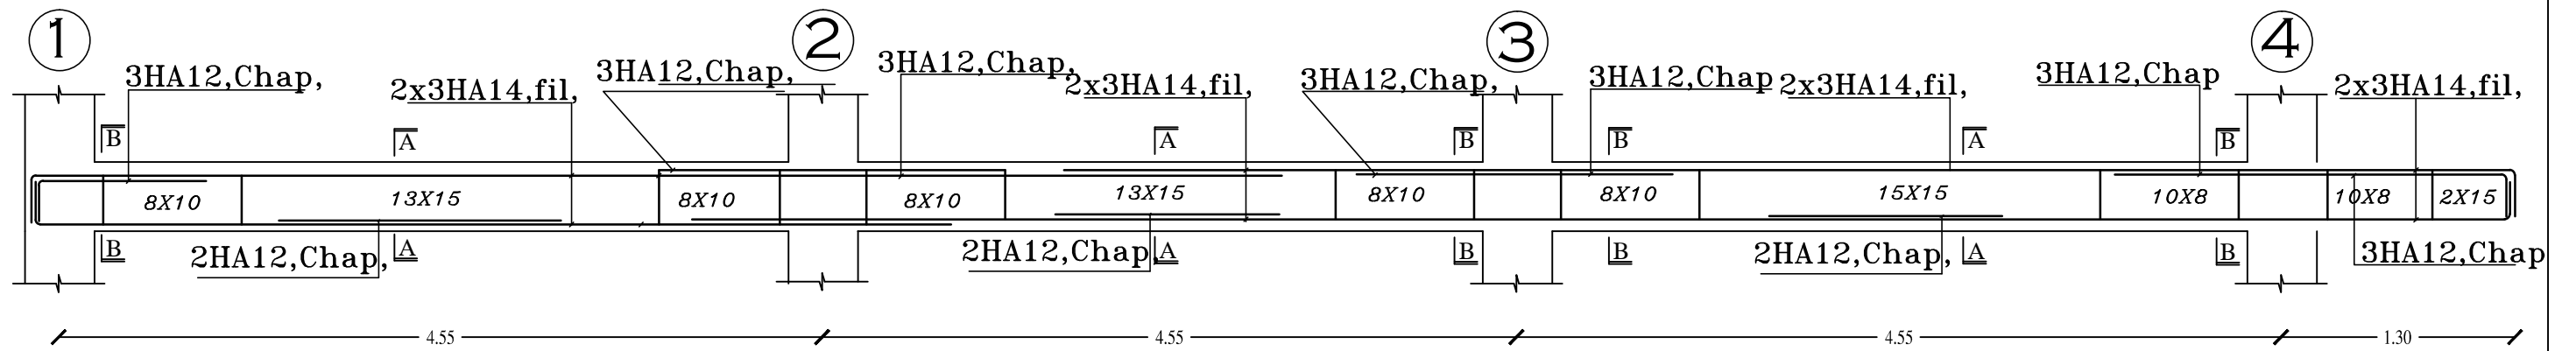 1
2
3
4
3HA12,Chap,
2x3HA14,fil,
3HA12,Chap,
3HA12,Chap,
2x3HA14,fil,
3HA12,Chap,
3HA12,Chap
2x3HA14,fil,
3HA12,Chap
2x3HA14,fil,
B
A
A
B
B
A
B
8X10
13X15
8X10
8X10
13X15
8X10
8X10
15X15
10X8
10X8
2X15
B
2HA12,Chap,
A
2HA12,Chap,
A
B
B
2HA12,Chap,
A
B
3HA12,Chap
4.55
4.55
4.55
1.30